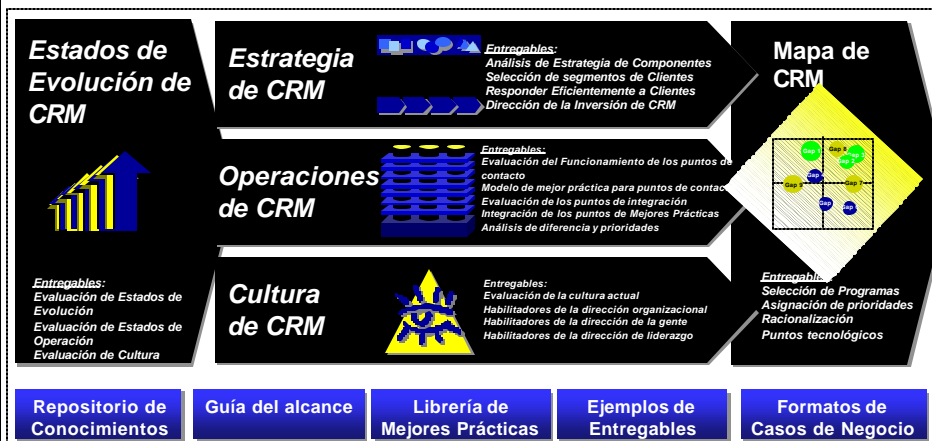 Estados de
Evolución de
CRM
Entregables:
Evaluación de Estados de
Evolución
Evaluación de Estados de
Operación
Evaluación de Cultura
Estrategia
de CRM
Entregables:
Análisis de Estrategia de Componentes
Selección de segmentos de Clientes
Responder Eficientemente a Clientes
Dirección de la Inversión de CRM
Operaciones
de CRM
Entregables:
Evaluación del Funcionamiento de los puntos de
contacto
Modelo de mejor práctica para puntos de contac
Evaluación de los puntos de integración
Integración de los puntos de Mejores Prácticas
Análisis de diferencia y prioridades
Cultura
de CRM
Entregables:
Evaluación de la cultura actual
Habilitadores de la dirección organizacional
Habilitadores de la dirección de la gente
Habilitadores de la dirección de liderazgo
Mapa de
CRM
Gap 1
Gap 8
Gap 2
Gap
Gap 7
Gap
Gap
Entregables:
Selección de Programas
Asignación de prioridades
Racionalización
Puntos tecnológicos
Repositorio de
Conocimientos
Guía del alcance
Librería de
Mejores Prácticas
Ejemplos de
Entregables
Formatos de
Casos de Negocio